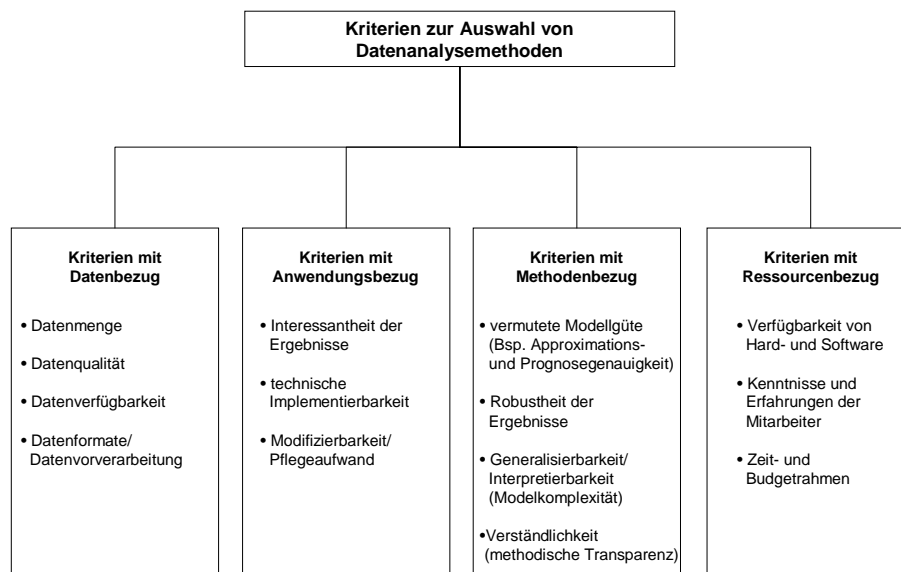 Kriterien zur Auswahl von
Datenanalysemethoden
Kriterien mit
Datenbezug
• Datenmenge
• Datenqualität
• Datenverfügbarkeit
• Datenformate/
Datenvorverarbeitung
Kriterien mit
Anwendungsbezug
• Interessantheit der
Ergebnisse
• technische
Implementierbarkeit
• Modifizierbarkeit/
Pflegeaufwand
Kriterien mit
Methodenbezug
• vermutete Modellgüte
(Bsp. Approximations-
und Prognosegenauigkeit)
• Robustheit der
Ergebnisse
• Generalisierbarkeit/
Interpretierbarkeit
(Modelkomplexität)
•Verständlichkeit
(methodische Transparenz)
Kriterien mit
Ressourcenbezug
• Verfügbarkeit von
Hard- und Software
• Kenntnisse und
Erfahrungen der
Mitarbeiter
• Zeit- und
Budgetrahmen